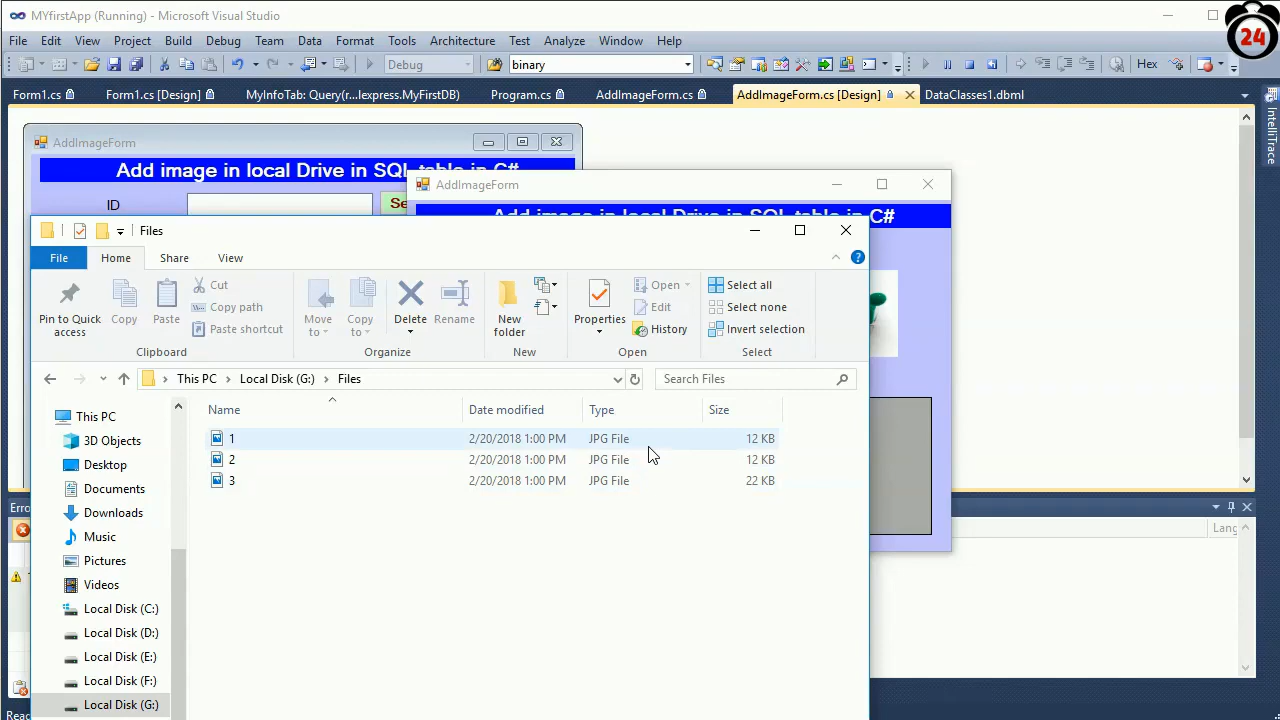 MYfirstApp (Running) - Microsoft Visual Studio
24
File Edit View Project Build Debug Team Data Format Tools Architecture Test Analyze Window Help
Debug binary Hex
Form1.cs Form1.cs [Design] MyInfoTab: Query(r...lexpress.MyFirstDB) Program.cs AddImageForm.cs AddImageForm.cs [Design] DataClasses1.dbml
IntelliTrace
AddImageForm
Add image in local Drive in SQL table in C#
ID Se
AddImageForm
Add image in local Drive in SQL table in C#
Files
File Home Share View
Pin to Quick access
Copy
Paste
Cut
Copy path
Paste shortcut
Clipboard
Move to
Copy to
Delete
Rename
Organize
New folder
New
Properties
Open
Edit
History
Open
Select all
Select none
Invert selection
Select
This PC Local Disk (G:) Files Search Files
Name Date modified Type Size
1 2/20/2018 1:00 PM JPG File 12 KB
2 2/20/2018 1:00 PM JPG File 12 KB
3 2/20/2018 1:00 PM JPG File 22 KB
This PC
3D Objects
Desktop
Documents
Downloads
Music
Pictures
Videos
Local Disk (C:)
Local Disk (D:)
Local Disk (E:)
Local Disk (F:)
Local Disk (G:)
Erro
Lang
Read